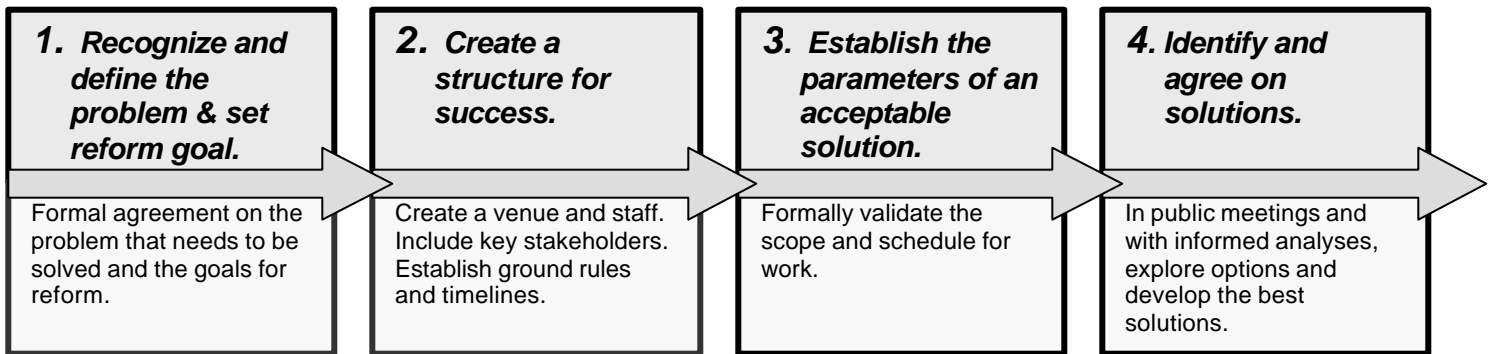 1. Recognize and
define the
problem & set
reform goal.
Formal agreement on the
problem that needs to be
solved and the goals for
reform.
2. Create a
structure for
success.
Create a venue and staff.
Include key stakeholders.
Establish ground rules
and timelines.
3. Establish the
parameters of an
acceptable
solution.
Formally validate the
scope and schedule for
work.
4. Identify and
agree on
solutions.
In public meetings and
with informed analyses,
explore options and
develop the best
solutions.